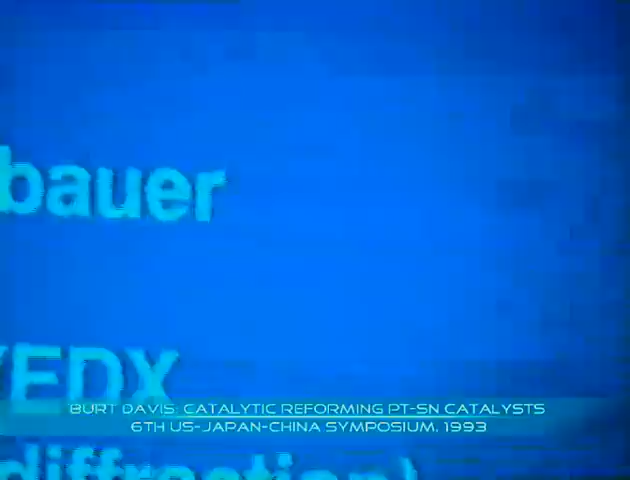 bauer
EDX
BURT DAVIS: CATALYTIC REFORMING PT-SN CATALYSTS
6TH US-JAPAN-CHINA SYMPOSIUM, 1993
diffraction)